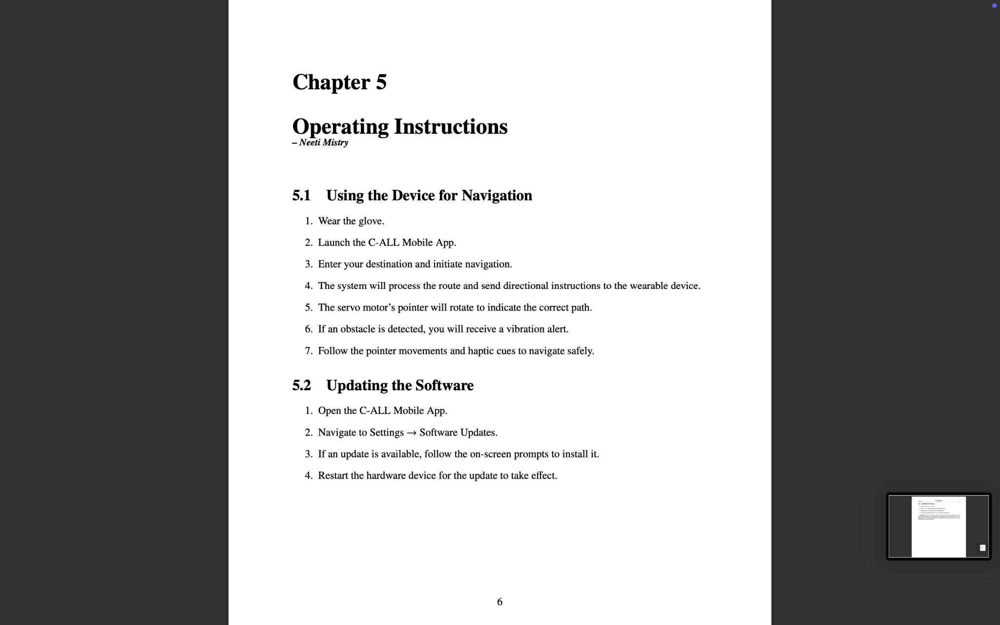 Chapter 5
Operating Instructions
– Neeti Mistry
5.1 Using the Device for Navigation
1. Wear the glove.
2. Launch the C-ALL Mobile App.
3. Enter your destination and initiate navigation.
4. The system will process the route and send directional instructions to the wearable device.
5. The servo motor’s pointer will rotate to indicate the correct path.
6. If an obstacle is detected, you will receive a vibration alert.
7. Follow the pointer movements and haptic cues to navigate safely.
5.2 Updating the Software
1. Open the C-ALL Mobile App.
2. Navigate to Settings → Software Updates.
3. If an update is available, follow the on-screen prompts to install it.
4. Restart the hardware device for the update to take effect.
6